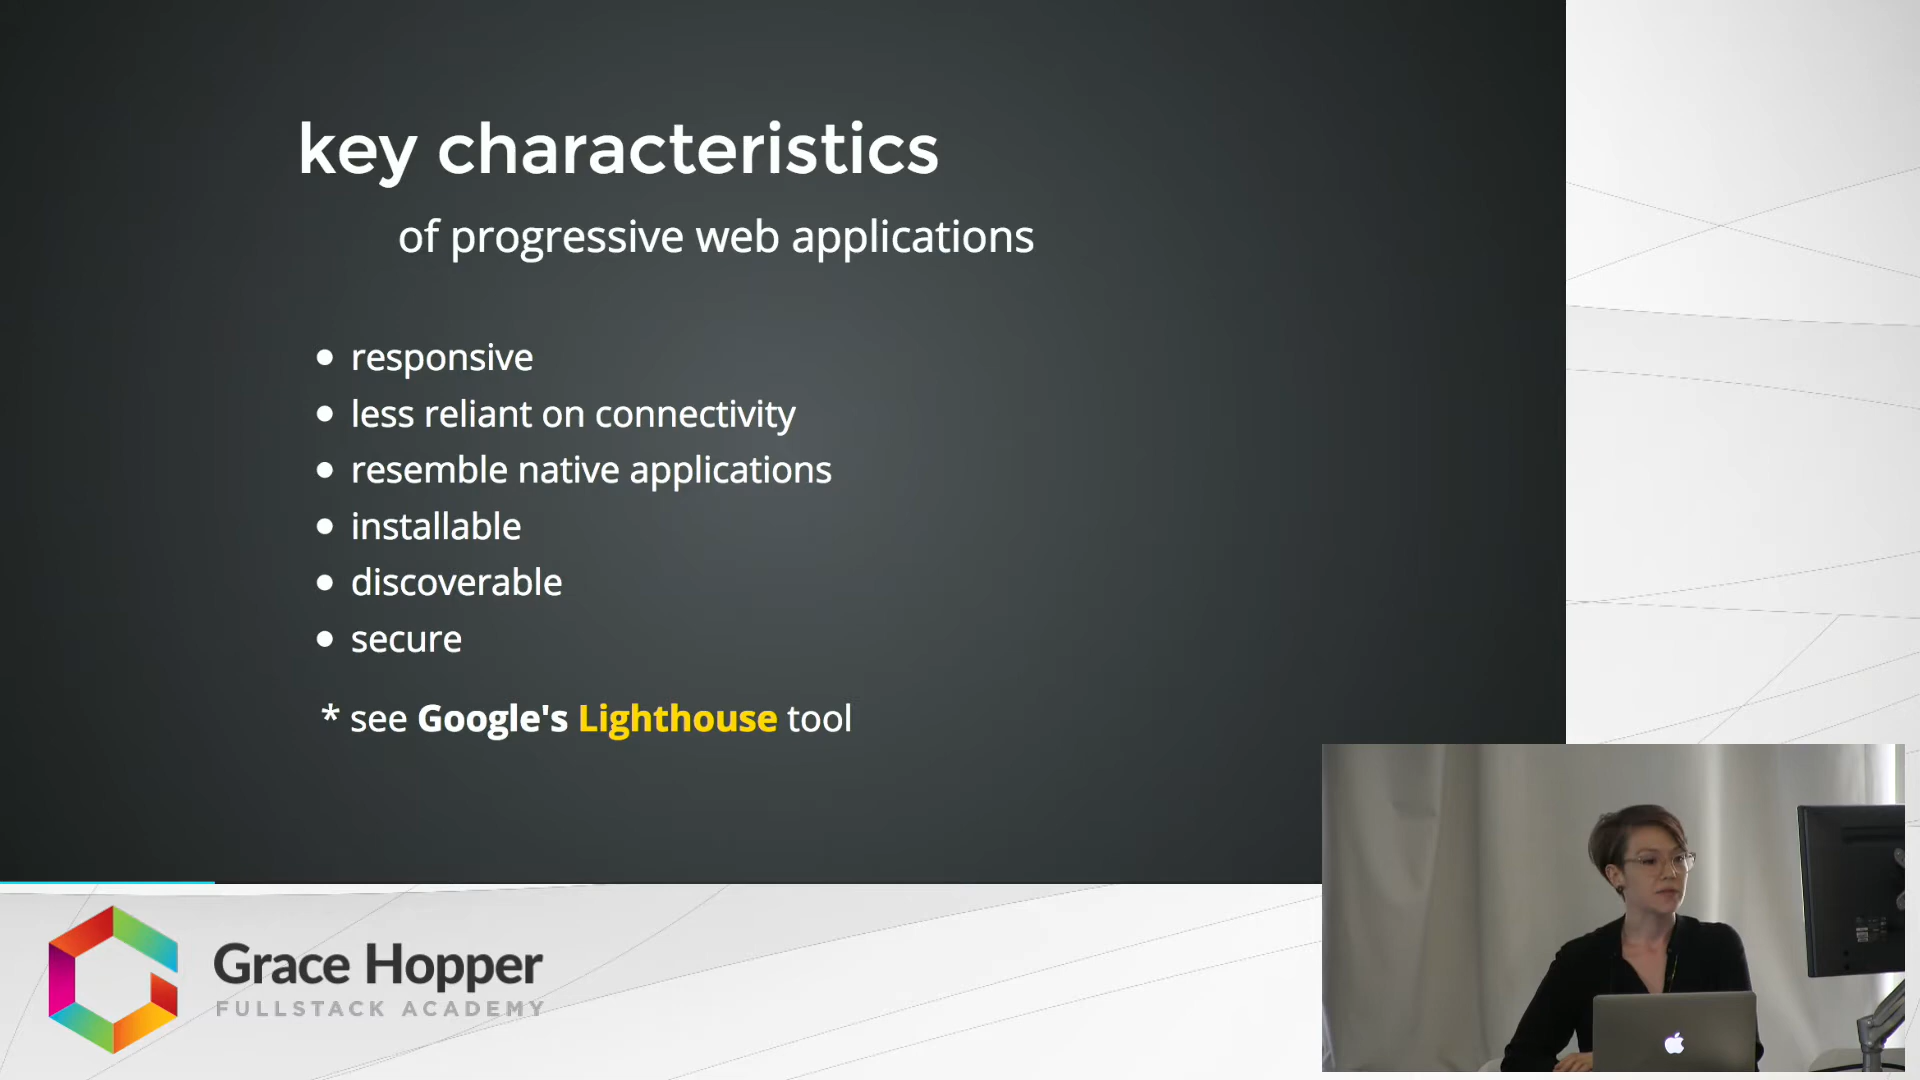 key characteristics
of progressive web applications
• responsive
• less reliant on connectivity
• resemble native applications
• installable
• discoverable
• secure
* see Google's Lighthouse tool
Grace Hopper
FULLSTACK ACADEMY